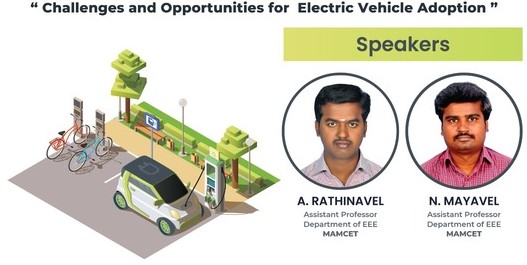 “ Challenges and Opportunities for Electric Vehicle Adoption ”
Speakers
A. RATHINAVEL
Assistant Professor
Department of EEE
MAMCET
N. MAYAVEL
Assistant Professor
Department of EEE
MAMCET